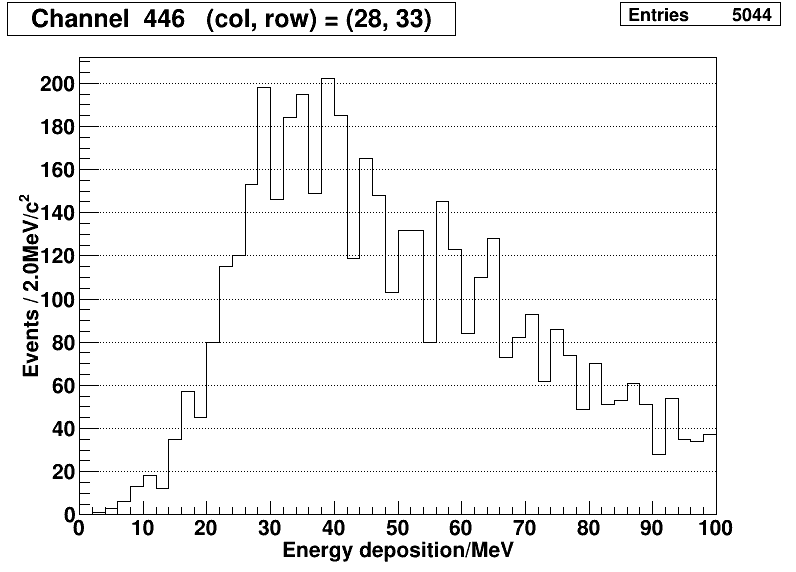 Channel 446 (col, row) = (28, 33)
Entries 5044
Events / 2.0MeV/c²
200
180
160
140
120
100
80
60
40
20
0
0 10 20 30 40 50 60 70 80 90 100
Energy deposition/MeV